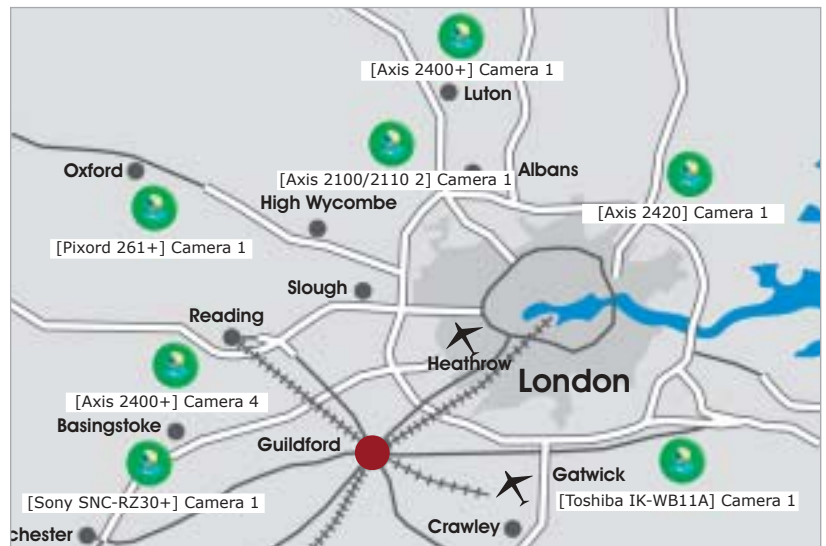 [Axis 2400+] Camera 1
Luton
Oxford
Albans
[Axis 2100/2110 2] Camera 1
High Wycombe
[Axis 2420] Camera 1
[Pixord 261+] Camera 1
Slough
Reading
Heathrow
London
[Axis 2400+] Camera 4
Basingstoke
Guildford
Gatwick
[Sony SNC-RZ30+] Camera 1
[Toshiba IK-WB11A] Camera 1
Crawley
chester